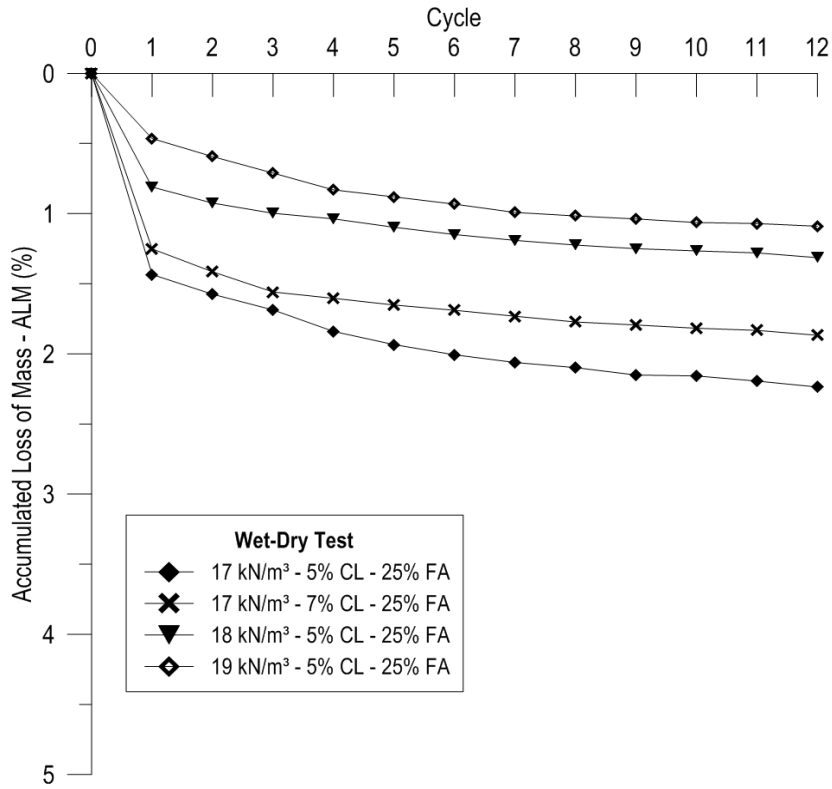 Cycle
0 1 2 3 4 5 6 7 8 9 10 11 12
0
1
2
3
4
5
Accumulated Loss of Mass - ALM (%)
Wet-Dry Test
17 kN/m³ - 5% CL - 25% FA
17 kN/m³ - 7% CL - 25% FA
18 kN/m³ - 5% CL - 25% FA
19 kN/m³ - 5% CL - 25% FA